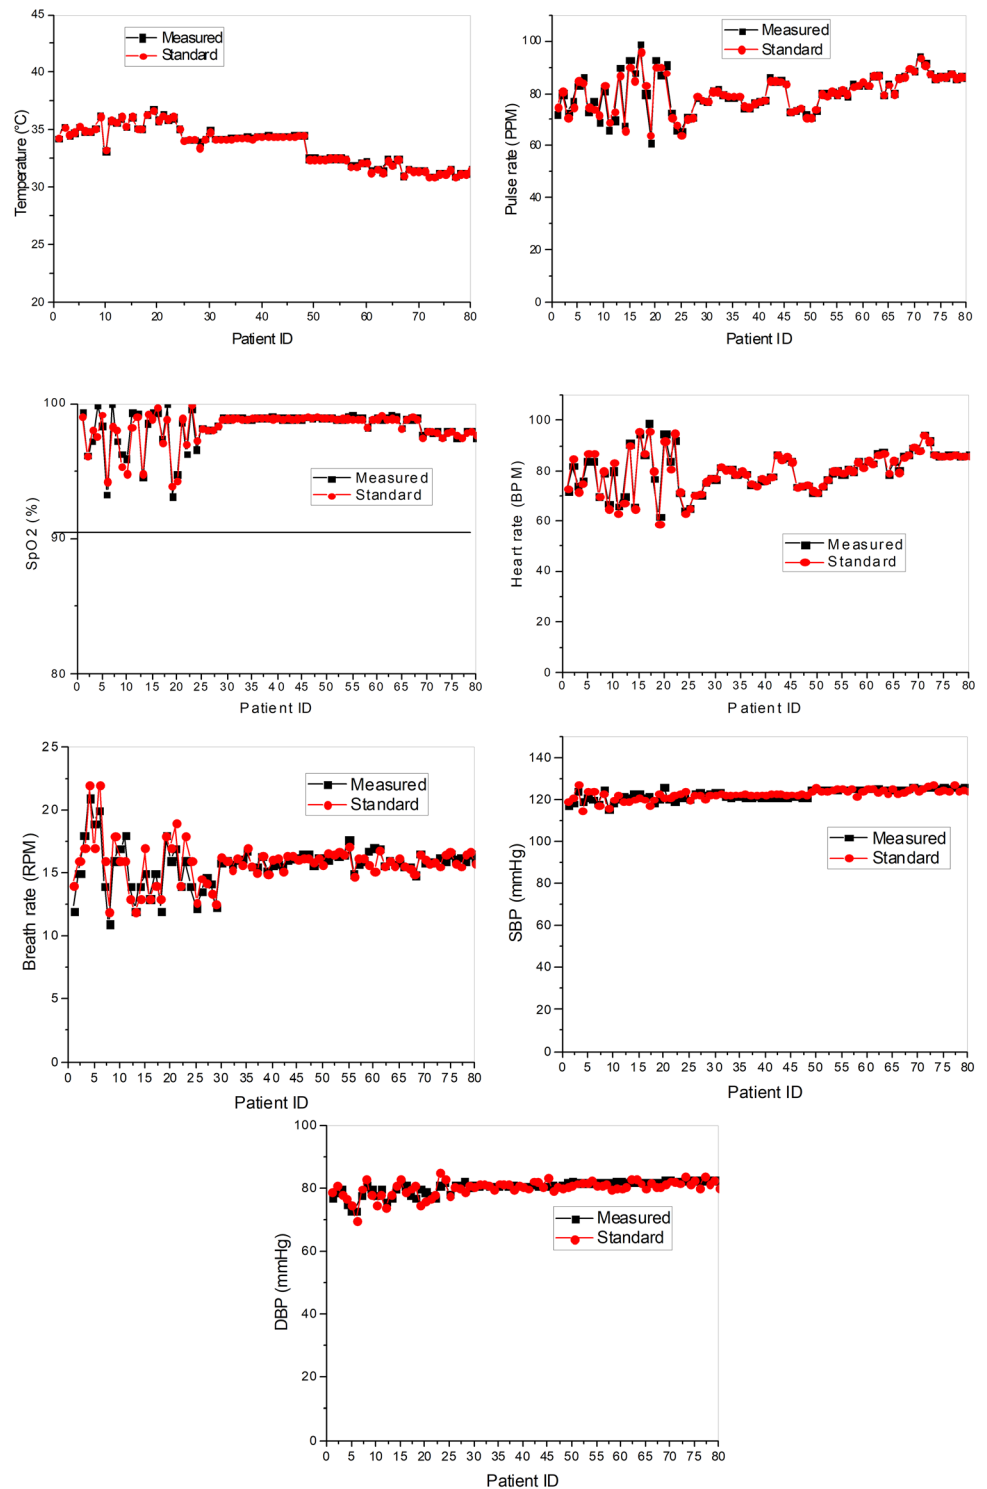 45
40
35
30
25
20
0 10 20 30 40 50 60 70 80
Temperature (°C)
Patient ID
Measured
Standard
100
80
60
40
20
0
0 5 10 15 20 25 30 35 40 45 50 55 60 65 70 75 80
Pulse rate (PPM)
Patient ID
Measured
Standard
100
90
80
0 5 10 15 20 25 30 35 40 45 50 55 60 65 70 75 80
SpO2 (%)
Patient ID
Measured
Standard
100
80
60
40
20
0
0 5 10 15 20 25 30 35 40 45 50 55 60 65 70 75 80
Heart rate (BPM)
Patient ID
Measured
Standard
25
20
15
10
5
0
0 5 10 15 20 25 30 35 40 45 50 55 60 65 70 75 80
Breath rate (RPM)
Patient ID
Measured
Standard
140
120
100
80
60
40
20
0
0 5 10 15 20 25 30 35 40 45 50 55 60 65 70 75 80
SBP (mmHg)
Patient ID
Measured
Standard
100
80
60
40
20
0
0 5 10 15 20 25 30 35 40 45 50 55 60 65 70 75 80
DBP (mmHg)
Patient ID
Measured
Standard